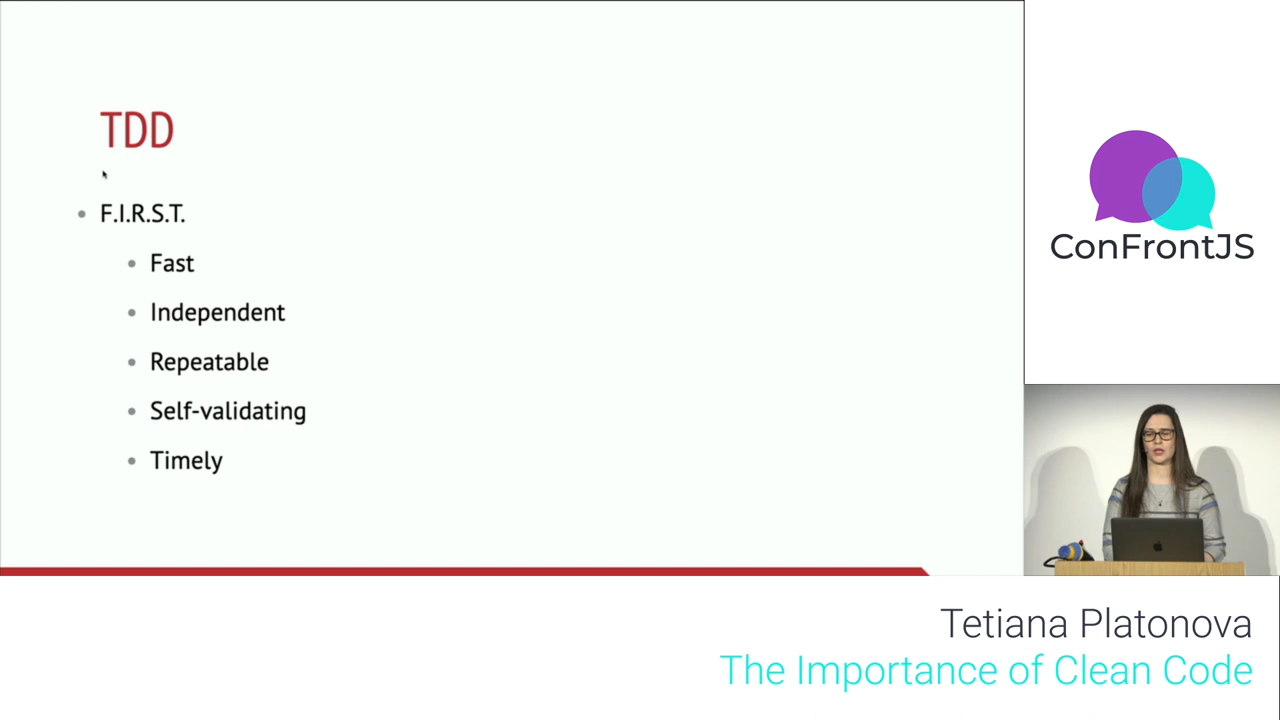 TDD
F.I.R.S.T.
Fast
Independent
Repeatable
Self-validating
Timely
ConFrontJS
Tetiana Platonova
The Importance of Clean Code